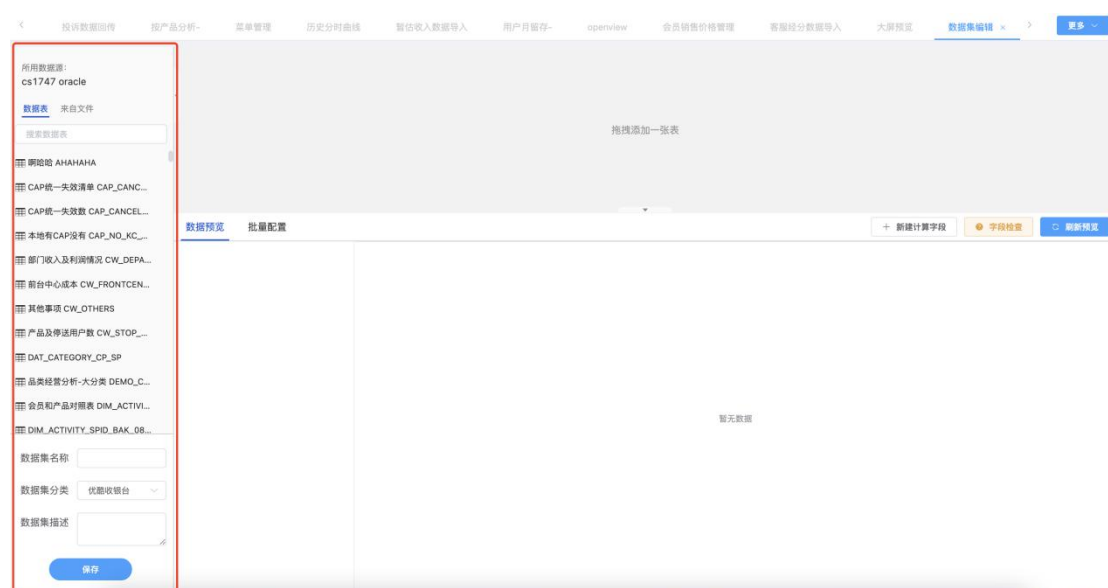 投诉数据回传 按产品分析- 菜单管理 历史分时曲线 暂估收入数据导入 用户月留存- openview 会员销售价格管理 客服经分数据导入 大屏预览 数据集编辑 × 更多
所用数据源：
cs1747 oracle
数据表 来自文件
搜索数据表
拖拽添加一张表
啊哈哈 AHAHAHA
CAP统一失效清单 CAP_CANC...
CAP统一失效数 CAP_CANCEL...
本地有CAP没有 CAP_NO_KC_...
部门收入及利润情况 CW_DEPA...
前台中心成本 CW_FRONTCEN...
其他事项 CW_OTHERS
产品及停送用户数 CW_STOP_...
DAT_CATEGORY_CP_SP
品类经营分析-大分类 DEMO_C...
会员和产品对照表 DIM_ACTIVI...
DIM_ACTIVITY_SPID_BAK_08...
数据预览 批量配置 + 新建计算字段 字段检查 刷新预览
暂无数据
数据集名称
数据集分类 优酷收银台
数据集描述
保存